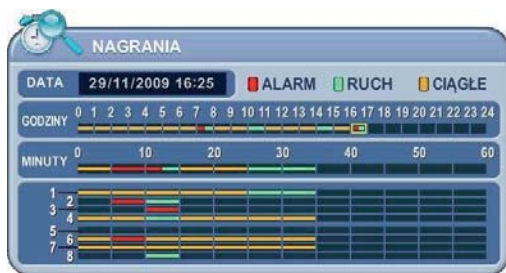 NAGRANIA
DATA 29/11/2009 16:25 ALARM RUCH CIĄGŁE
GODZINY 0 1 2 3 4 5 6 7 8 9 10 11 12 13 14 15 16 17 18 19 20 21 22 23 24
MINUTY 0 10 20 30 40 50 60
1
2
3
4
5
6
7
8